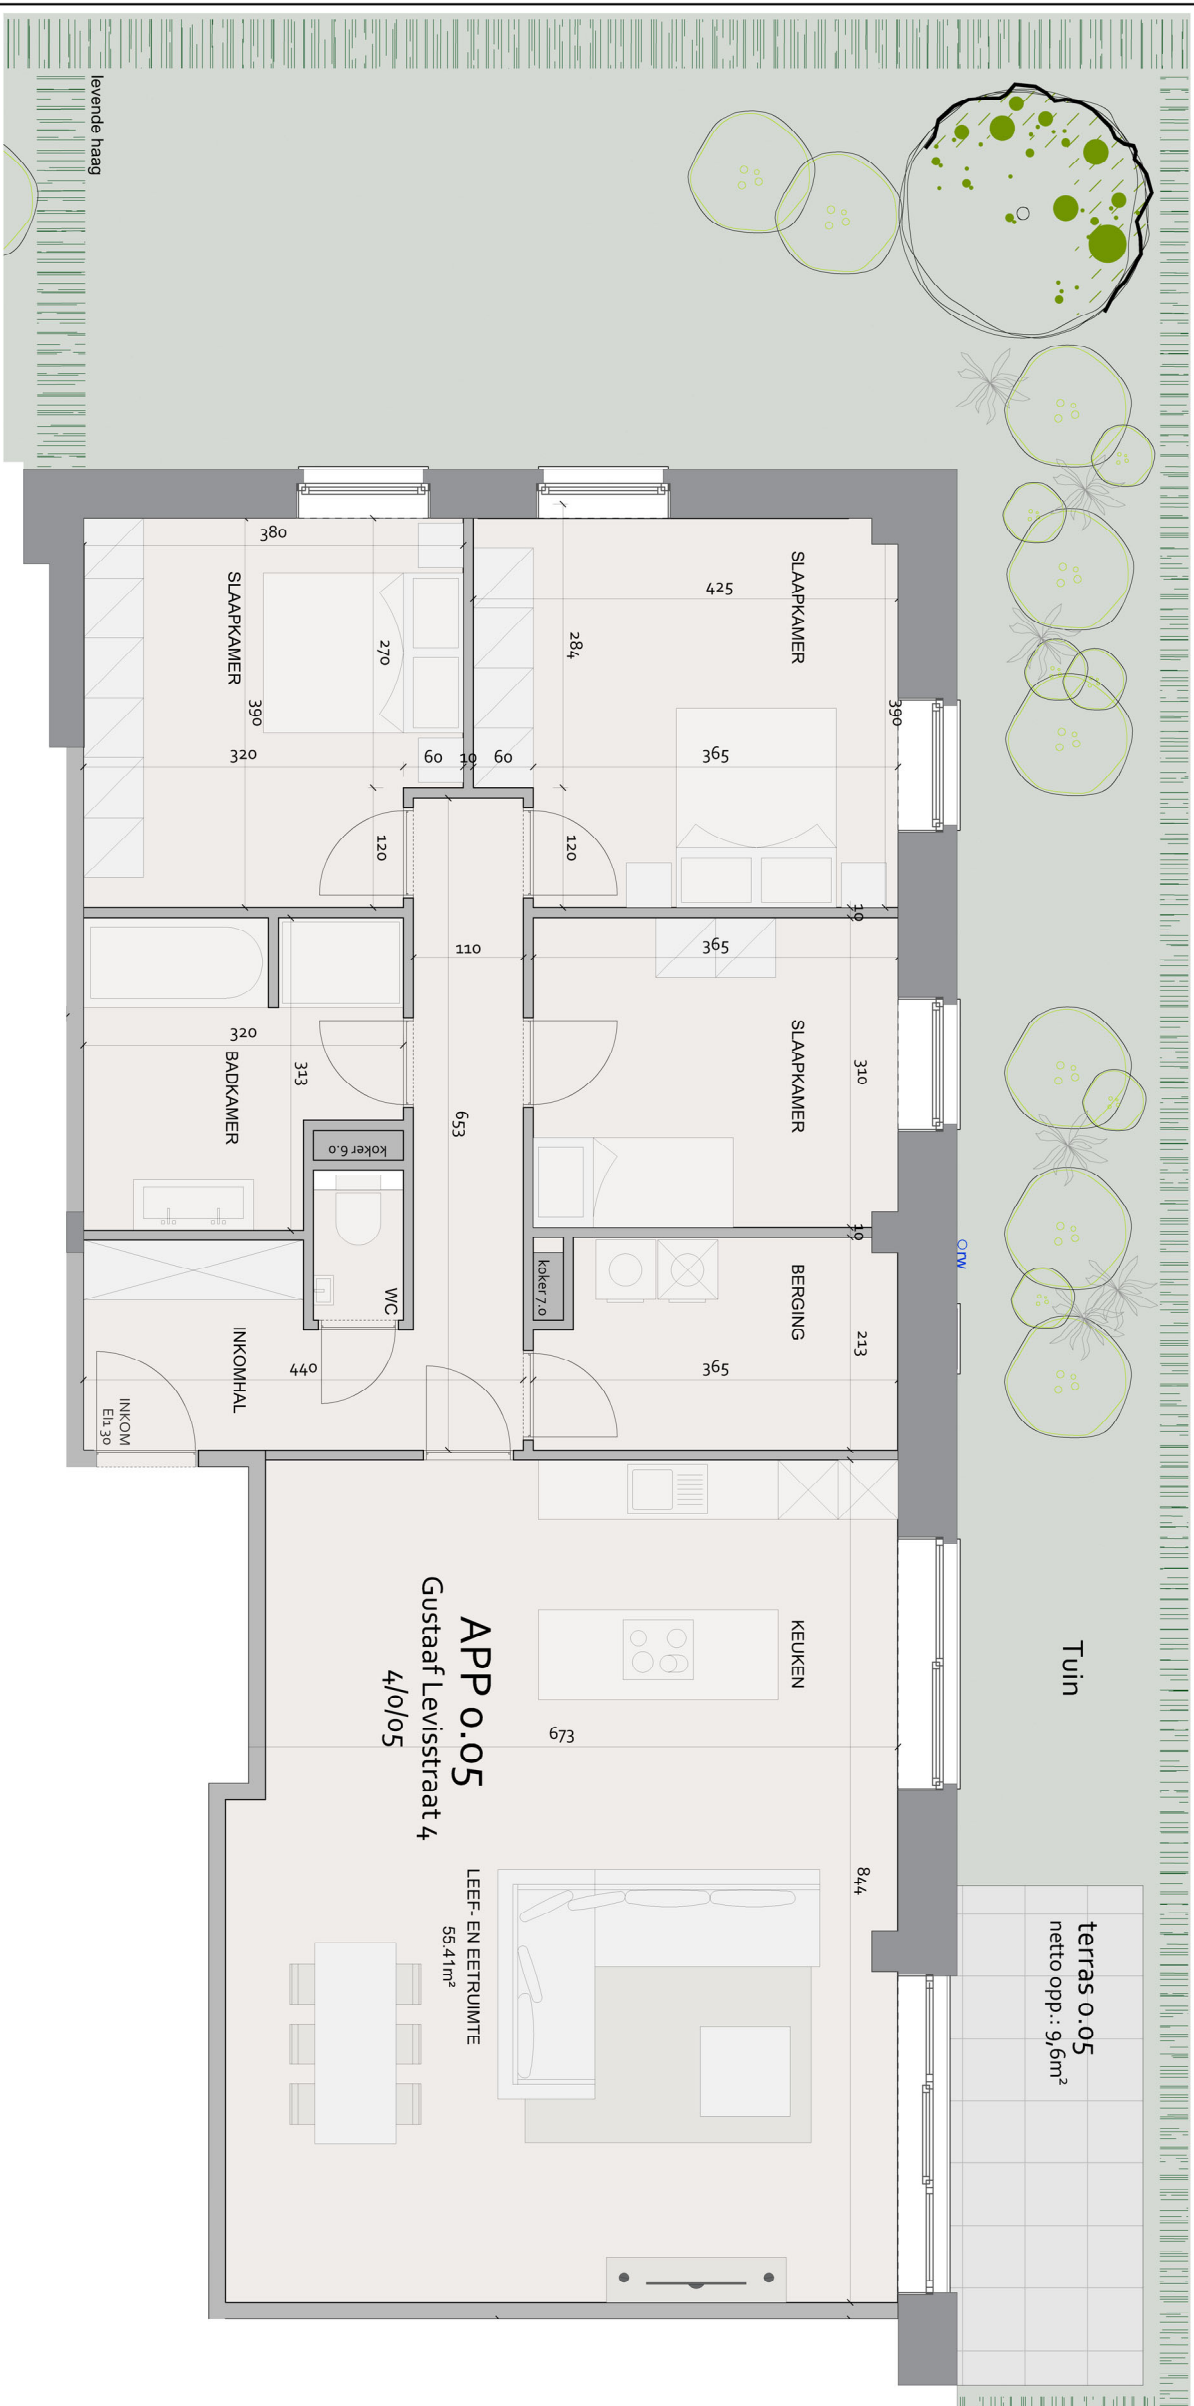 levende haag
380
SLAAPKAMER
270
390
320
60
10
60
120
425
284
SLAAPKAMER
390
365
120
10
110
365
320
BADKAMER
313
SLAAPKAMER
310
653
koker 6.0
WC
koker 7.0
10
BERGING
213
365
rw
INKOMHAL
440
INKOM
EI1 30
KEUKEN
Tuin
APP 0.05
Gustaaf Levisstraat 4
4/0/05
673
844
LEEF- EN EETRUIMTE
55.41m²
terras 0.05
netto opp.: 9,6m²